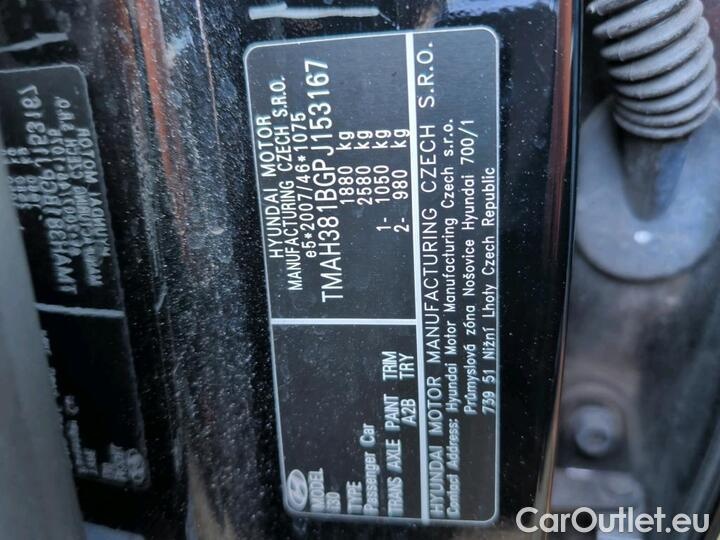 HYUNDAI MOTOR
MANUFACTURING CZECH S.R.O.
e5*2007/46*1075
TMAH381BGPJ153167
1880 kg
2580 kg
1- 1050 kg
2- 980 kg
MODEL
I30
TYPE
Passenger Car
TRANS AXLE PAINT TRIM
A2B TRY
HYUNDAI MOTOR MANUFACTURING CZECH S.R.O.
Contact Address: Hyundai Motor Manufacturing Czech s.r.o.
Průmyslová zóna Nošovice Hyundai 700/1
739 51 Nižní Lhoty Czech Republic
CarOutlet.eu